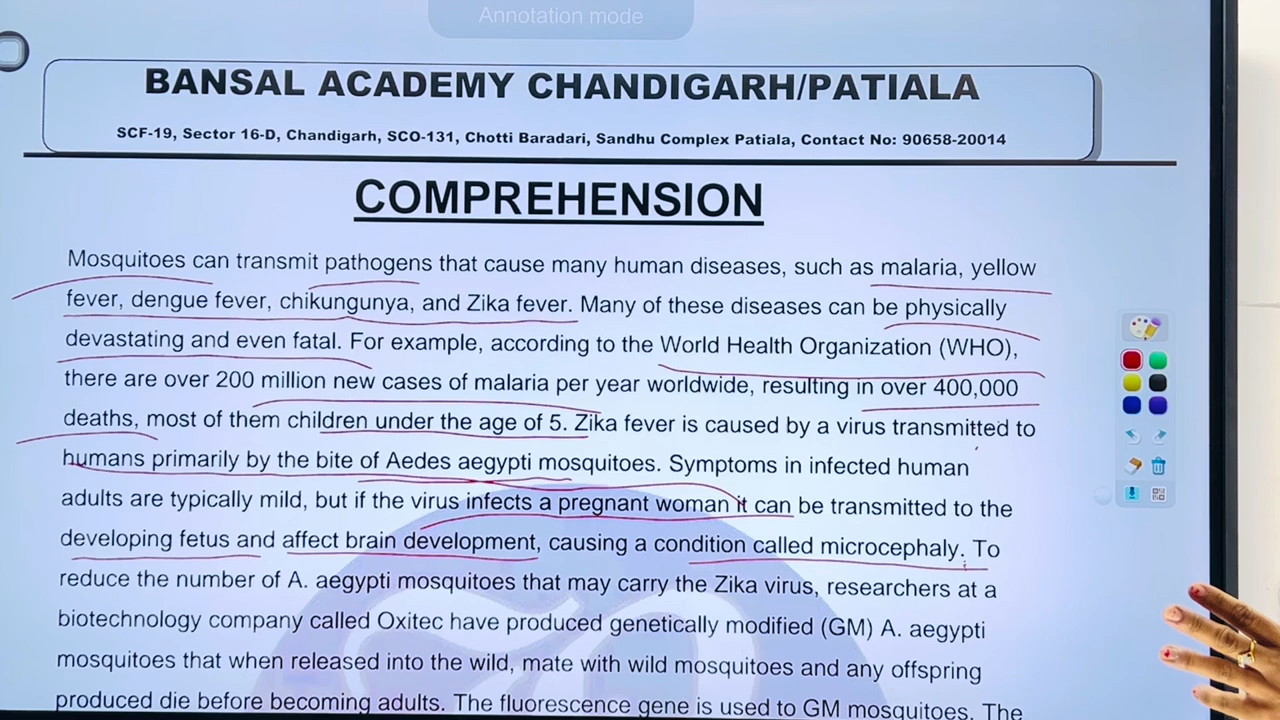 Annotation mode
BANSAL ACADEMY CHANDIGARH/PATIALA
SCF-19, Sector 16-D, Chandigarh, SCO-131, Chotti Baradari, Sandhu Complex Patiala, Contact No: 90658-20014
COMPREHENSION
Mosquitoes can transmit pathogens that cause many human diseases, such as malaria, yellow
fever, dengue fever, chikungunya, and Zika fever. Many of these diseases can be physically
devastating and even fatal. For example, according to the World Health Organization (WHO),
there are over 200 million new cases of malaria per year worldwide, resulting in over 400,000
deaths, most of them children under the age of 5. Zika fever is caused by a virus transmitted to
humans primarily by the bite of Aedes aegypti mosquitoes. Symptoms in infected human
adults are typically mild, but if the virus infects a pregnant woman it can be transmitted to the
developing fetus and affect brain development, causing a condition called microcephaly. To
reduce the number of A. aegypti mosquitoes that may carry the Zika virus, researchers at a
biotechnology company called Oxitec have produced genetically modified (GM) A. aegypti
mosquitoes that when released into the wild, mate with wild mosquitoes and any offspring
produced die before becoming adults. The fluorescence gene is used to GM mosquitoes. The